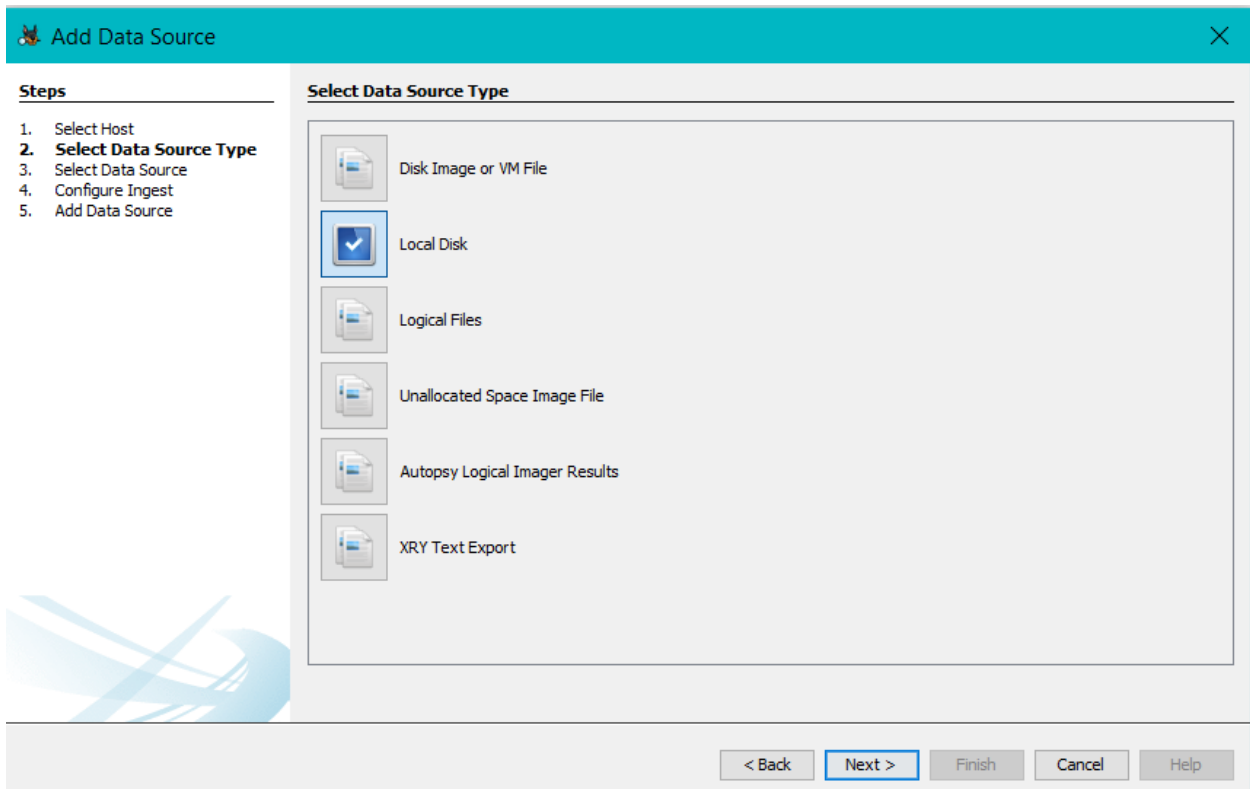 Add Data Source
Steps
1. Select Host
2. Select Data Source Type
3. Select Data Source
4. Configure Ingest
5. Add Data Source
Select Data Source Type
Disk Image or VM File
Local Disk
Logical Files
Unallocated Space Image File
Autopsy Logical Imager Results
XRY Text Export
< Back Next > Finish Cancel Help